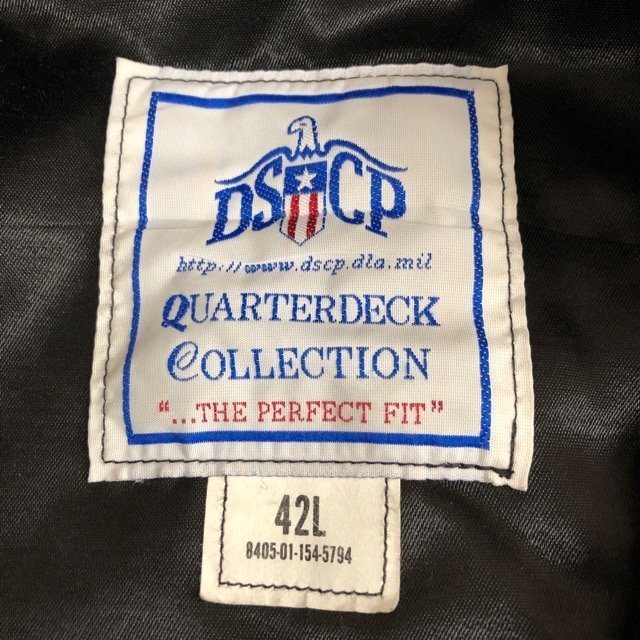 DSCP
http://www.dscp.dla.mil
QUARTERDECK
COLLECTION
"...THE PERFECT FIT"
42L
8405-01-154-5794